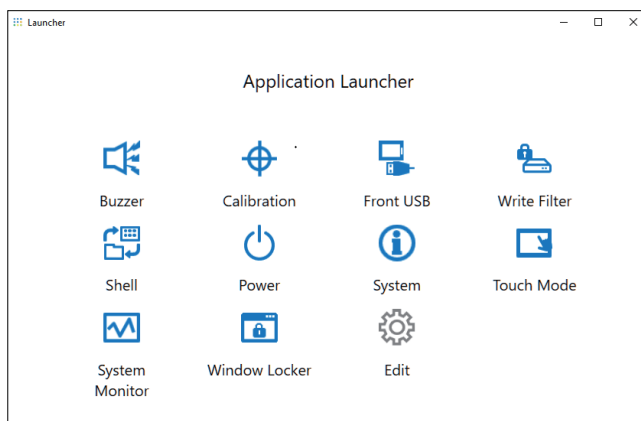 Launcher
Application Launcher
Buzzer Calibration Front USB Write Filter
Shell Power System Touch Mode
System Monitor Window Locker Edit